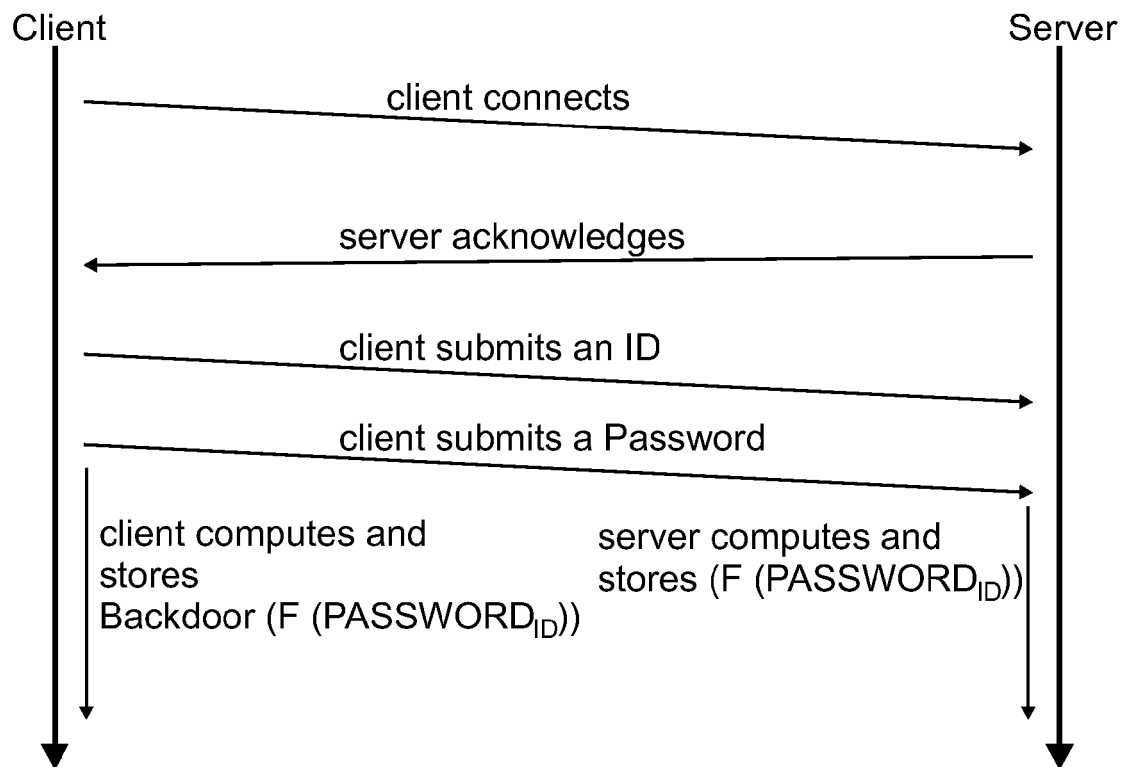 Client
Server
client connects
server acknowledges
client submits an ID
client submits a Password
client computes and
stores
Backdoor (F (PASSWORD_ID))
server computes and
stores (F (PASSWORD_ID))